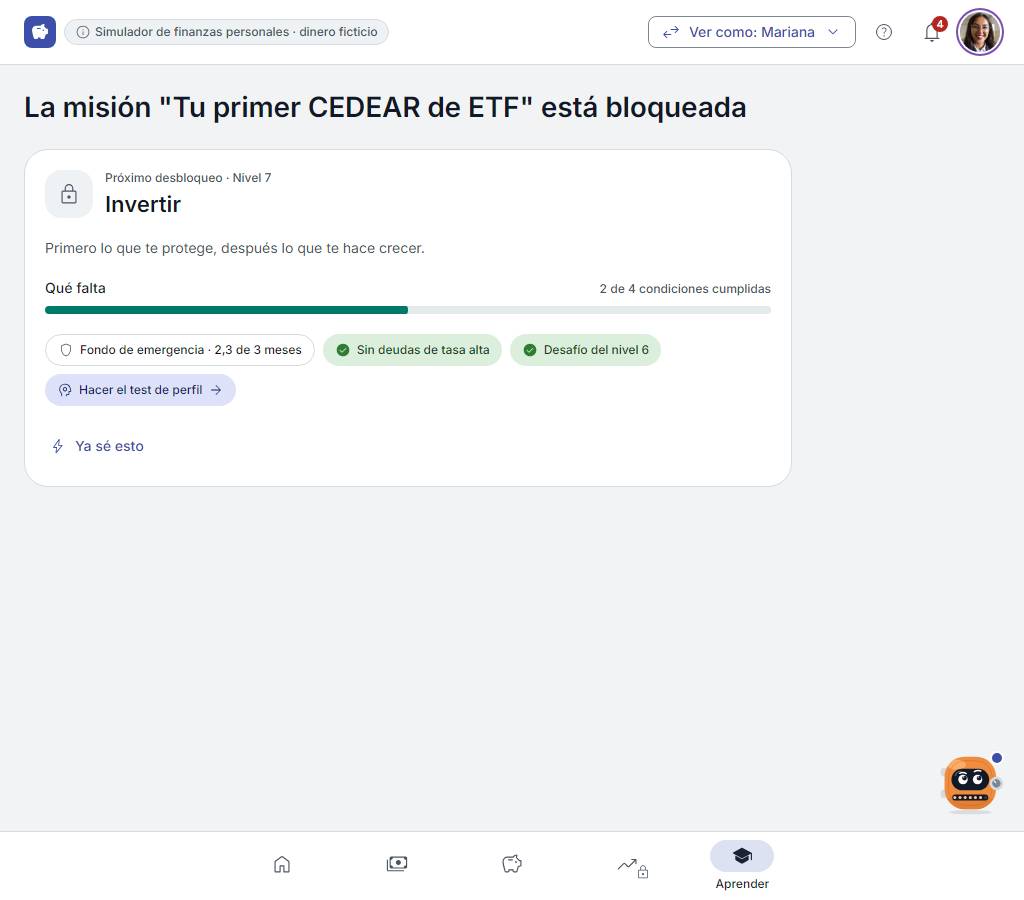 Simulador de finanzas personales · dinero ficticio
Ver como: Mariana
4
La misión "Tu primer CEDEAR de ETF" está bloqueada
Próximo desbloqueo · Nivel 7
Invertir
Primero lo que te protege, después lo que te hace crecer.
Qué falta
2 de 4 condiciones cumplidas
Fondo de emergencia · 2,3 de 3 meses
Sin deudas de tasa alta
Desafío del nivel 6
Hacer el test de perfil
Ya sé esto
Aprender